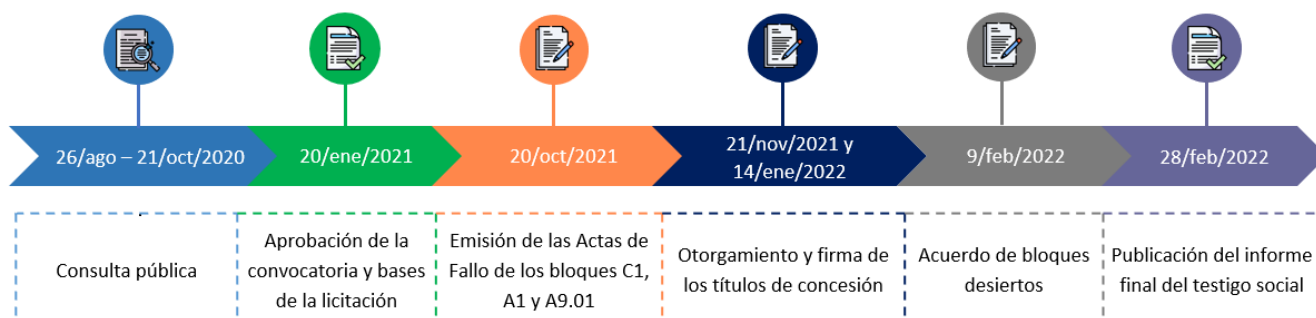 26/ago – 21/oct/2020
20/ene/2021
20/oct/2021
21/nov/2021 y
14/ene/2022
9/feb/2022
28/feb/2022
Consulta pública
Aprobación de la
convocatoria y bases
de la licitación
Emisión de las Actas de
Fallo de los bloques C1,
A1 y A9.01
Otorgamiento y firma de
los títulos de concesión
Acuerdo de bloques
desiertos
Publicación del informe
final del testigo social